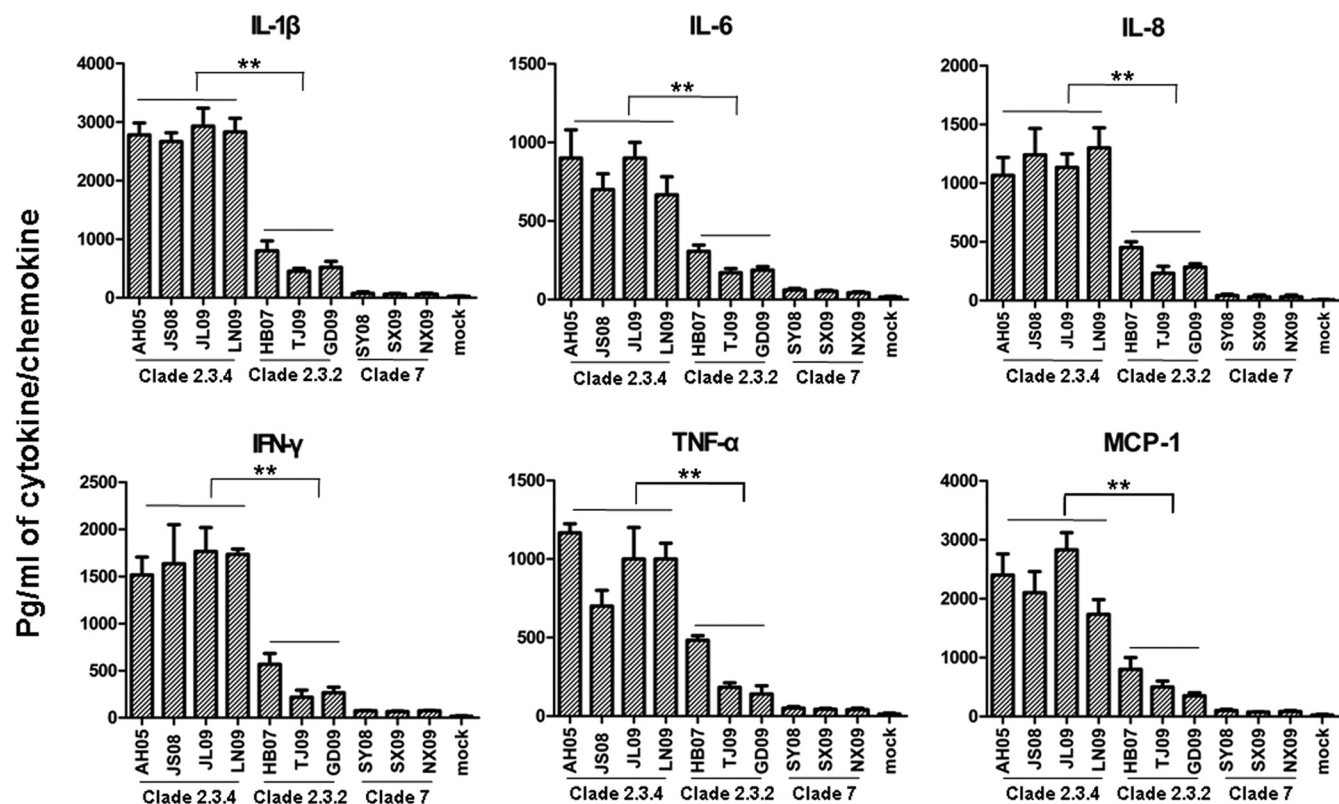 Pg/ml of cytokine/chemokine
IL-1β
**
4000
3000
2000
1000
0
AH05 JS08 JL09 LN09 HB07 TJ09 GD09 SY08 SX09 NX09 mock
Clade 2.3.4 Clade 2.3.2 Clade 7
IL-6
**
1500
1000
500
0
AH05 JS08 JL09 LN09 HB07 TJ09 GD09 SY08 SX09 NX09 mock
Clade 2.3.4 Clade 2.3.2 Clade 7
IL-8
**
2000
1500
1000
500
0
AH05 JS08 JL09 LN09 HB07 TJ09 GD09 SY08 SX09 NX09 mock
Clade 2.3.4 Clade 2.3.2 Clade 7
IFN-γ
**
2500
2000
1500
1000
500
0
AH05 JS08 JL09 LN09 HB07 TJ09 GD09 SY08 SX09 NX09 mock
Clade 2.3.4 Clade 2.3.2 Clade 7
TNF-α
**
1500
1000
500
0
AH05 JS08 JL09 LN09 HB07 TJ09 GD09 SY08 SX09 NX09 mock
Clade 2.3.4 Clade 2.3.2 Clade 7
MCP-1
**
4000
3000
2000
1000
0
AH05 JS08 JL09 LN09 HB07 TJ09 GD09 SY08 SX09 NX09 mock
Clade 2.3.4 Clade 2.3.2 Clade 7